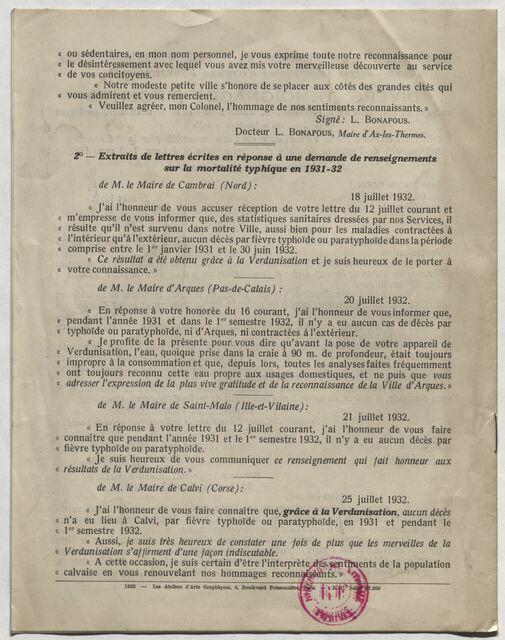 « ou sédentaires, en mon nom personnel, je vous exprime toute notre reconnaissance pour
« le désintéressement avec lequel vous avez mis votre merveilleuse découverte au service
« de vos concitoyens.
« Notre modeste petite ville s'honore de se placer aux côtés des grandes cités qui
« vous admirent et vous remercient.
« Veuillez agréer, mon Colonel, l'hommage de nos sentiments reconnaissants. »
Signé : L. BONAFOUS.
Docteur L. BONAFOUS, Maire d'Ax-les-Thermes.
2° — Extraits de lettres écrites en réponse à une demande de renseignements
sur la mortalité typhique en 1931-32
de M. le Maire de Cambrai (Nord) :
18 juillet 1932.
« J'ai l'honneur de vous accuser réception de votre lettre du 12 juillet courant et
« m'empresse de vous informer que, des statistiques sanitaires dressées par nos Services, il
« résulte qu'il n'est survenu dans notre Ville, aussi bien pour les maladies contractées à
« l'intérieur qu'à l'extérieur, aucun décès par fièvre typhoïde ou paratyphoïde dans la période
« comprise entre le 1er janvier 1931 et le 30 juin 1932.
« Ce résultat a été obtenu grâce à la Verdunisation et je suis heureux de le porter à
« votre connaissance. »
de M. le Maire d'Arques (Pas-de-Calais) :
20 juillet 1932.
« En réponse à votre honorée du 16 courant, j'ai l'honneur de vous informer que,
« pendant l'année 1931 et dans le 1er semestre 1932, il n'y a eu aucun cas de décès par
« typhoïde ou paratyphoïde, ni d'Arques, ni contractées à l'extérieur.
« Je profite de la présente pour vous dire qu'avant la pose de votre appareil de
« Verdunisation, l'eau, quoique prise dans la craie à 90 m. de profondeur, était toujours
« impropre à la consommation et que, depuis lors, toutes les analyses faites fréquemment
« ont toujours reconnu cette eau propre aux usages domestiques, et ne puis que vous
« adresser l'expression de la plus vive gratitude et de la reconnaissance de la Ville d'Arques. »
de M. le Maire de Saint-Malo (Ille-et-Vilaine) :
21 juillet 1932.
« En réponse à votre lettre du 12 juillet courant, j'ai l'honneur de vous faire
« connaître que pendant l'année 1931 et le 1er semestre 1932, il n'y a eu aucun décès par
« fièvre typhoïde ou paratyphoïde.
« Je suis heureux de vous communiquer ce renseignement qui fait honneur aux
« résultats de la Verdunisation. »
de M. le Maire de Calvi (Corse) :
25 juillet 1932.
« J'ai l'honneur de vous faire connaître que, grâce à la Verdunisation, aucun décès
« n'a eu lieu à Calvi, par fièvre typhoïde ou paratyphoïde, en 1931 et pendant le
« 1er semestre 1932.
« Aussi, je suis très heureux de constater une fois de plus que les merveilles de la
« Verdunisation s'affirment d'une façon indiscutable.
« A cette occasion, je suis certain d'être l'interprète des sentiments de la population
« calvaise en vous renouvelant nos hommages reconnaissants. »
1932 — Les Ateliers d'Arts Graphiques, 6, Boulevard Poissonnière,